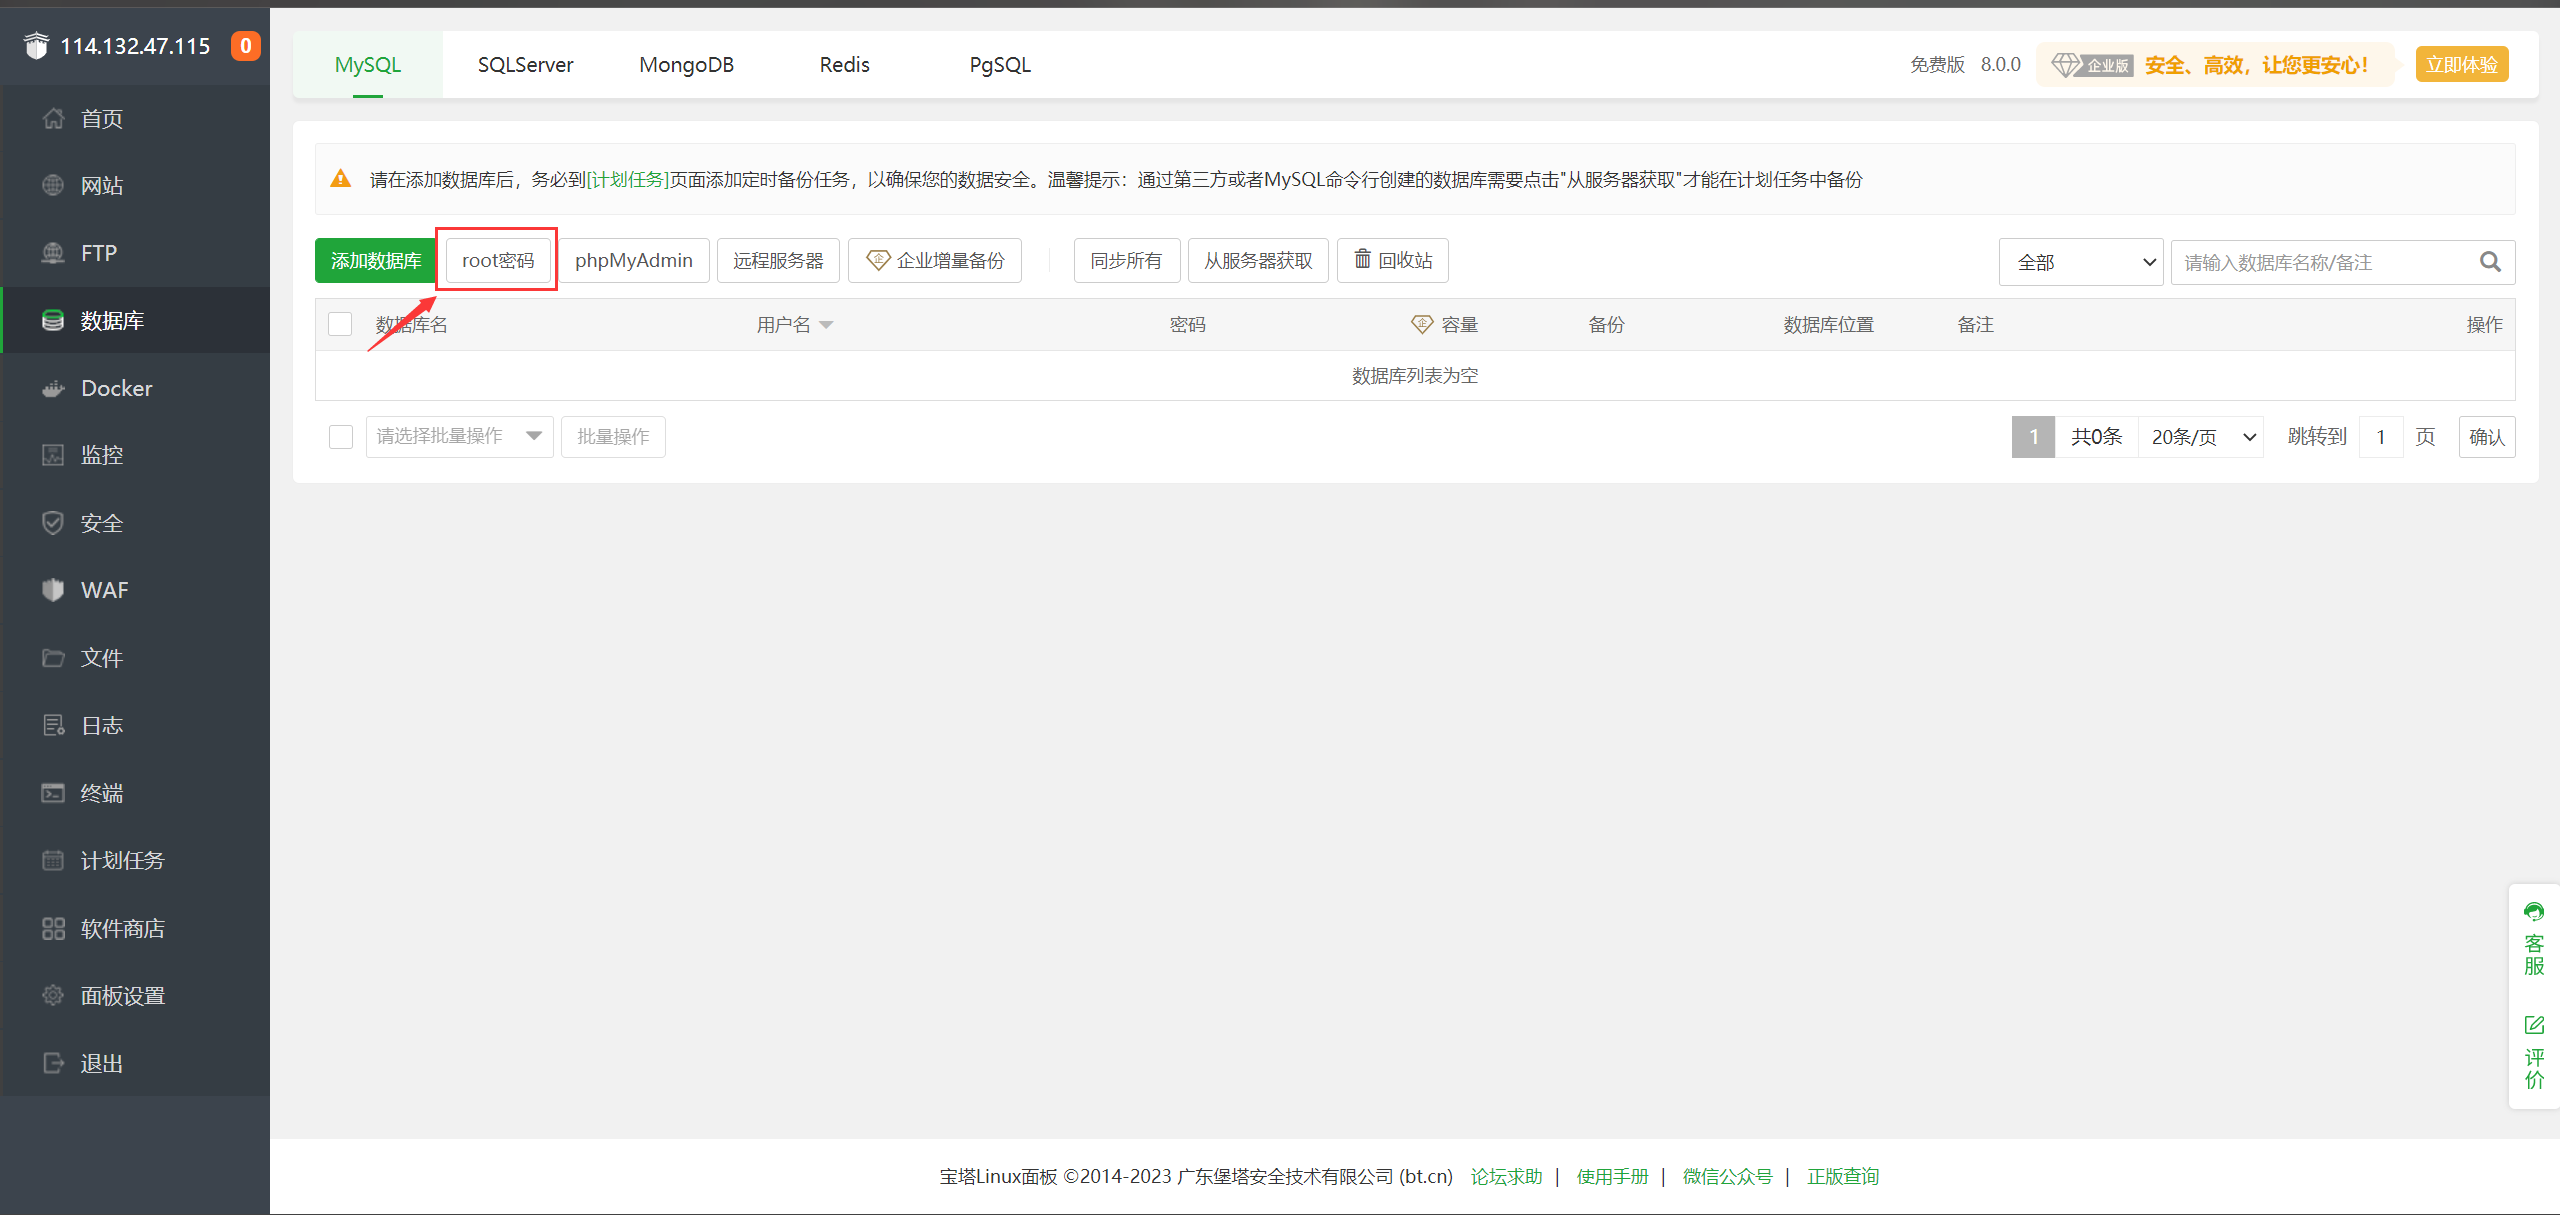 114.132.47.115 0
首页
网站
FTP
数据库
Docker
监控
安全
WAF
文件
日志
终端
计划任务
软件商店
面板设置
退出
MySQL SQLServer MongoDB Redis PgSQL
免费版 8.0.0 企业版 安全、高效，让您更安心！ 立即体验
请在添加数据库后，务必到[计划任务]页面添加定时备份任务，以确保您的数据安全。温馨提示：通过第三方或者MySQL命令行创建的数据库需要点击"从服务器获取"才能在计划任务中备份
添加数据库 root密码 phpMyAdmin 远程服务器 企业增量备份 同步所有 从服务器获取 回收站 全部 请输入数据库名称/备注
数据库名 用户名 密码 容量 备份 数据库位置 备注 操作
数据库列表为空
请选择批量操作 批量操作 1 共0条 20条/页 跳转到 1 页 确认
客服
评价
宝塔Linux面板 ©2014-2023 广东堡塔安全技术有限公司 (bt.cn) 论坛求助 | 使用手册 | 微信公众号 | 正版查询